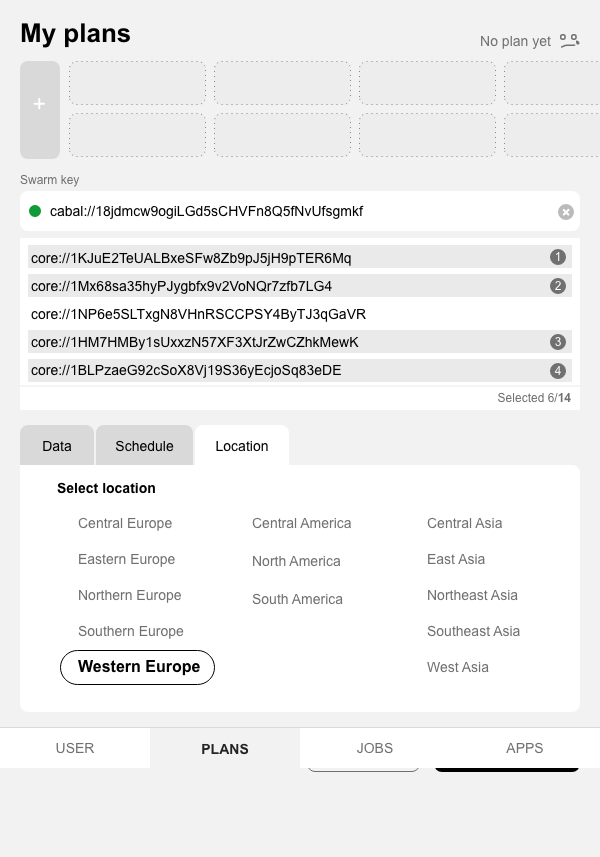 My plans
No plan yet
+
Swarm key
cabal://18jdmcw9ogiLGd5sCHVFn8Q5fNvUfsgmkf
core://1KJuE2TeUALBxeSFw8Zb9pJ5jH9pTER6Mq 1
core://1Mx68sa35hyPJygbfx9v2VoNQr7zfb7LG4 2
core://1NP6e5SLTxgN8VHnRSCCPSY4ByTJ3qGaVR
core://1HM7HMBy1sUxxzN57XF3XtJrZwCZhkMewK 3
core://1BLPzaeG92cSoX8Vj19S36yEcjoSq83eDE 4
Selected 6/14
Data Schedule Location
Select location
Central Europe
Eastern Europe
Northern Europe
Southern Europe
Western Europe
Central America
North America
South America
Central Asia
East Asia
Northeast Asia
Southeast Asia
West Asia
USER PLANS JOBS APPS